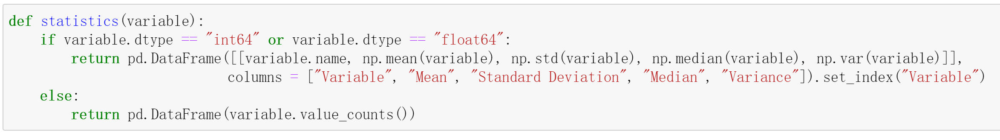 def statistics(variable):
    if variable.dtype == "int64" or variable.dtype == "float64":
        return pd.DataFrame([[variable.name, np.mean(variable), np.std(variable), np.median(variable), np.var(variable)]],
                            columns = ["Variable", "Mean", "Standard Deviation", "Median", "Variance"]).set_index("Variable")
    else:
        return pd.DataFrame(variable.value_counts())